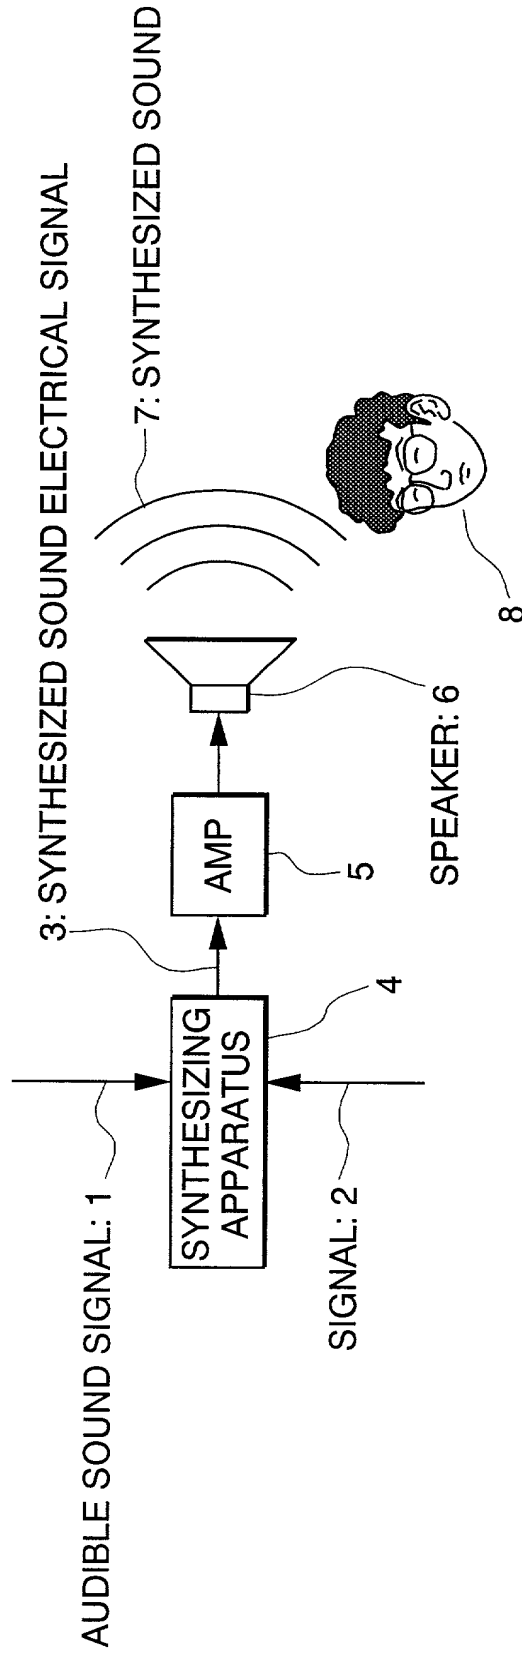 3: SYNTHESIZED SOUND ELECTRICAL SIGNAL
7: SYNTHESIZED SOUND
AUDIBLE SOUND SIGNAL: 1
SYNTHESIZING
APPARATUS
AMP
5
4
SIGNAL: 2
SPEAKER: 6
8